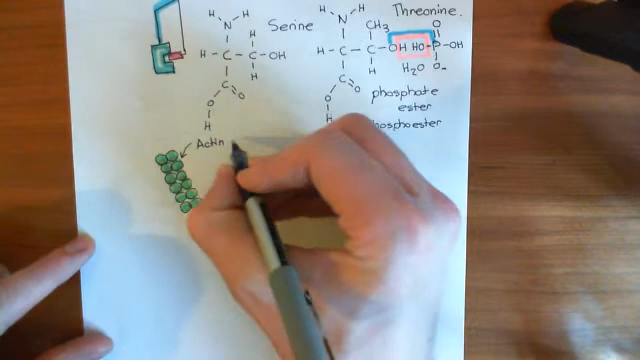 Serine
H H
N
H
H - C - C - OH
H
C
O
O
H
Threonine.
H H
N
CH3
H - C - C - OH HO - P - OH
O
O-
H
H2O
C
O
O
H
phosphate
ester
phosphoester
Actin